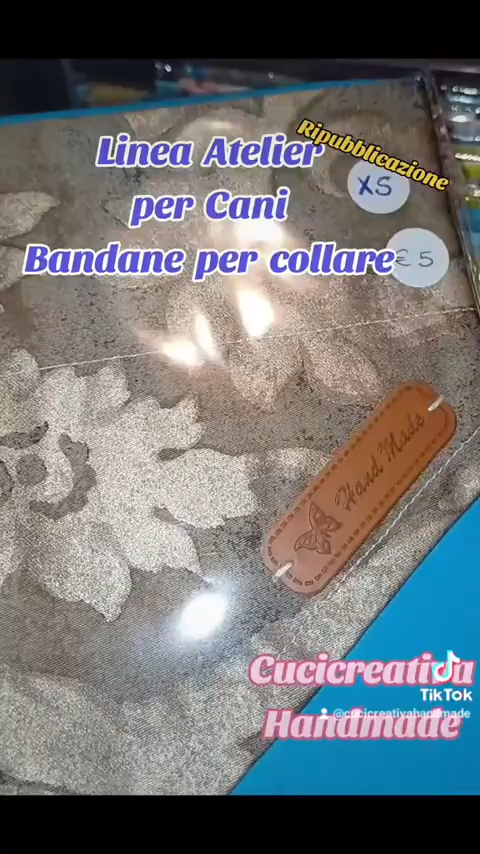 Linea Atelier
Ripubblicazione
per Cani
XS
Bandane per collare
€ 5
Hand Made
Cucicreativa
TikTok
@cucicreativahandmade
Handmade